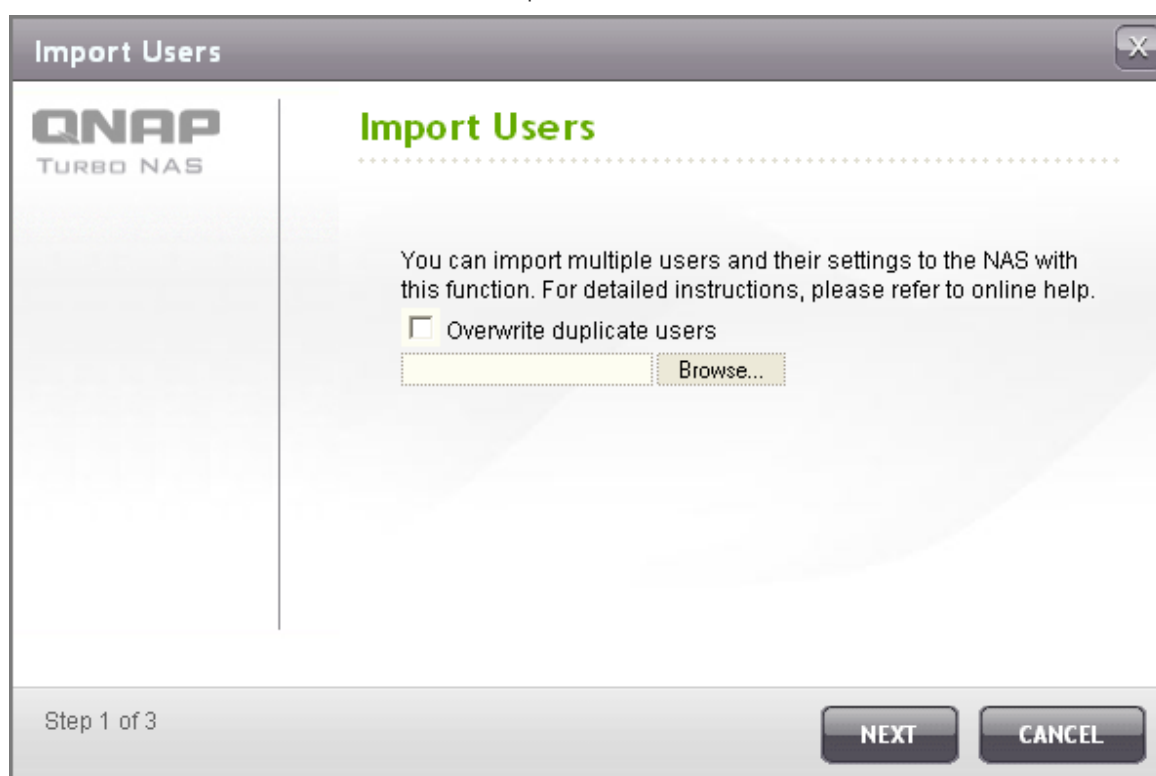 Import Users
X
QNAP
TURBO NAS
Import Users
You can import multiple users and their settings to the NAS with
this function. For detailed instructions, please refer to online help.
Overwrite duplicate users
Browse...
Step 1 of 3
NEXT
CANCEL